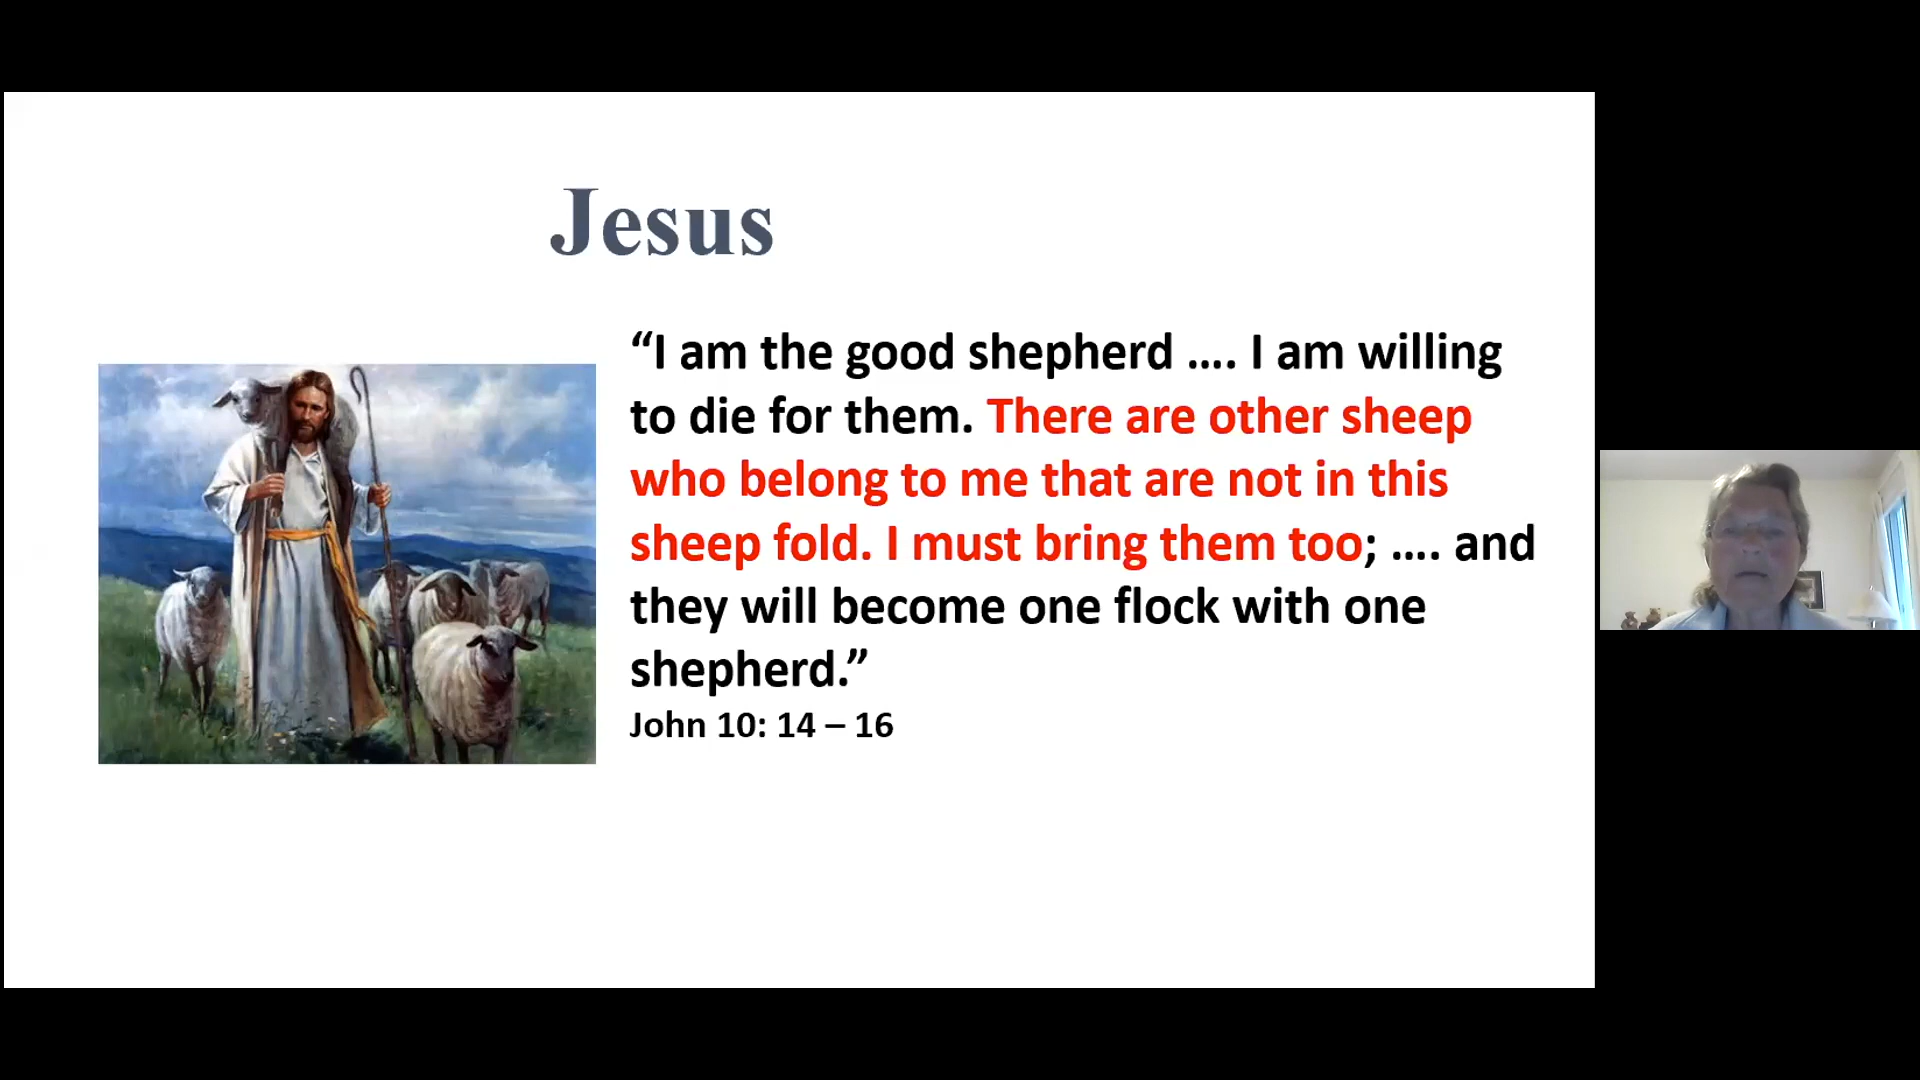 Jesus
“I am the good shepherd .... I am willing
to die for them. There are other sheep
who belong to me that are not in this
sheep fold. I must bring them too; .... and
they will become one flock with one
shepherd.”
John 10: 14 – 16